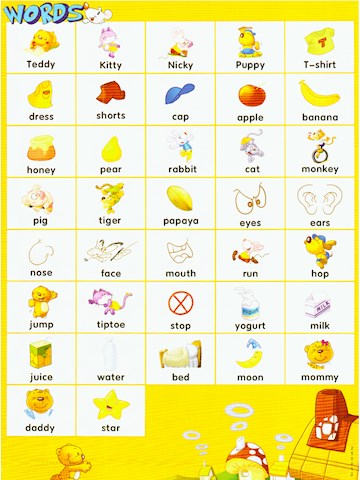 WORDS
Teddy Kitty Nicky Puppy T-shirt
dress shorts cap apple banana
honey pear rabbit cat monkey
pig tiger papaya eyes ears
nose face mouth run hop
jump tiptoe stop yogurt milk
juice water bed moon mommy
daddy star
MILK